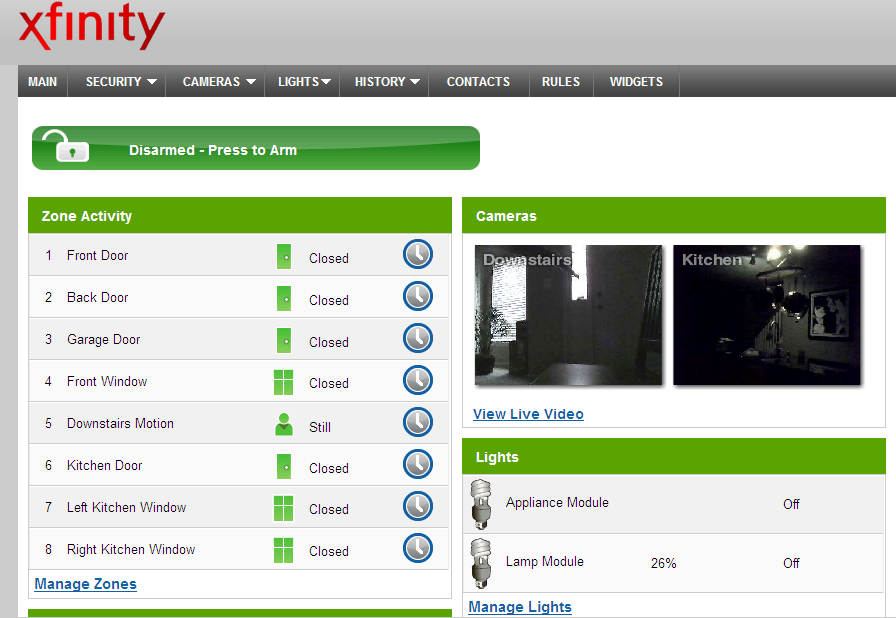 xfinity
MAIN SECURITY CAMERAS LIGHTS HISTORY CONTACTS RULES WIDGETS
Disarmed - Press to Arm
Zone Activity
1 Front Door Closed
2 Back Door Closed
3 Garage Door Closed
4 Front Window Closed
5 Downstairs Motion Still
6 Kitchen Door Closed
7 Left Kitchen Window Closed
8 Right Kitchen Window Closed
Manage Zones
Cameras
Downstairs Kitchen
View Live Video
Lights
Appliance Module Off
Lamp Module 26% Off
Manage Lights